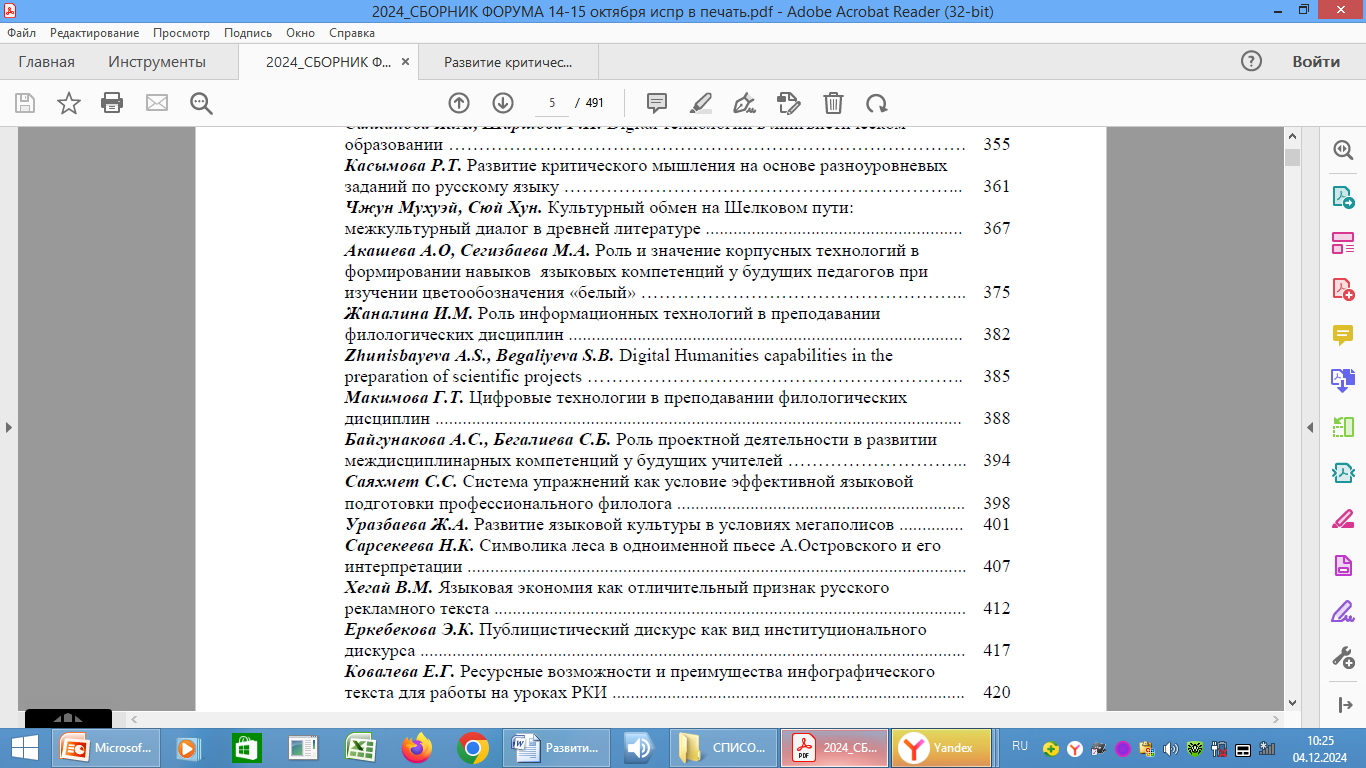 2024_СБОРНИК ФОРУМА 14-15 октября испр в печать.pdf - Adobe Acrobat Reader (32-bit)
Файл Редактирование Просмотр Подпись Окно Справка
Главная Инструменты 2024_СБОРНИК Ф... × Развитие критичес... Войти
5 / 491
образовании ……………………………………………………………………………. 355
Касымова Р.Т. Развитие критического мышления на основе разноуровневых
заданий по русскому языку ………………………………………………………... 361
Чжун Мухуэй, Сюй Хун. Культурный обмен на Шелковом пути:
межкультурный диалог в древней литературе ...................................................... 367
Акашева А.О, Сегизбаева М.А. Роль и значение корпусных технологий в
формировании навыков языковых компетенций у будущих педагогов при
изучении цветообозначения «белый» ……………………………………………... 375
Жаналина И.М. Роль информационных технологий в преподавании
филологических дисциплин ................................................................................... 382
Zhunisbayeva A.S., Begaliyeva S.B. Digital Humanities capabilities in the
preparation of scientific projects ……………………………………………………. 385
Макимова Г.Т. Цифровые технологии в преподавании филологических
дисциплин ............................................................................................................... 388
Байгунакова А.С., Бегалиева С.Б. Роль проектной деятельности в развитии
междисциплинарных компетенций у будущих учителей ………………………... 394
Саяхмет С.С. Система упражнений как условие эффективной языковой
подготовки профессионального филолога ............................................................. 398
Уразбаева Ж.А. Развитие языковой культуры в условиях мегаполисов .............. 401
Сарсекеева Н.К. Символика леса в одноименной пьесе А.Островского и его
интерпретации ......................................................................................................... 407
Хегай В.М. Языковая экономия как отличительный признак русского
рекламного текста ................................................................................................... 412
Еркебекова Э.К. Публицистический дискурс как вид институционального
дискурса ................................................................................................................... 417
Ковалева Е.Г. Ресурсные возможности и преимущества инфографического
текста для работы на уроках РКИ .......................................................................... 420
Microsof... Развити... СПИСО... 2024_СБ... Yandex RU 10:25
04.12.2024